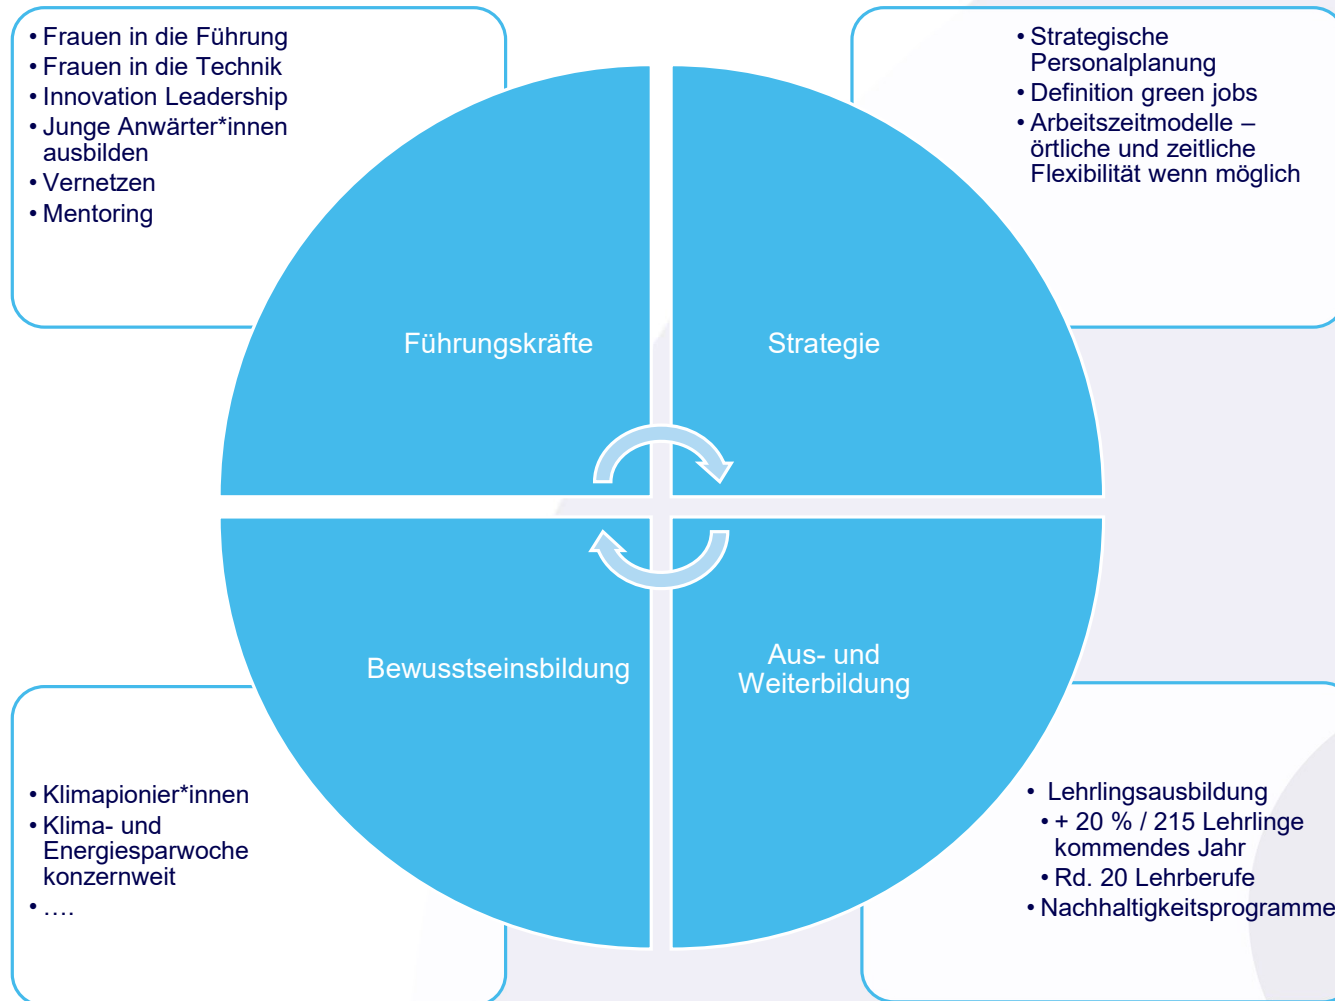 • Frauen in die Führung
• Frauen in die Technik
• Innovation Leadership
• Junge Anwärter*innen
ausbilden
• Vernetzen
• Mentoring
• Strategische
Personalplanung
• Definition green jobs
• Arbeitszeitmodelle –
örtliche und zeitliche
Flexibilität wenn möglich
Führungskräfte
Strategie
Bewusstseinsbildung
Aus- und
Weiterbildung
• Klimapionier*innen
• Klima- und
Energiesparwoche
konzernweit
• ....
• Lehrlingsausbildung
• + 20 % / 215 Lehrlinge
kommendes Jahr
• Rd. 20 Lehrberufe
• Nachhaltigkeitsprogramme